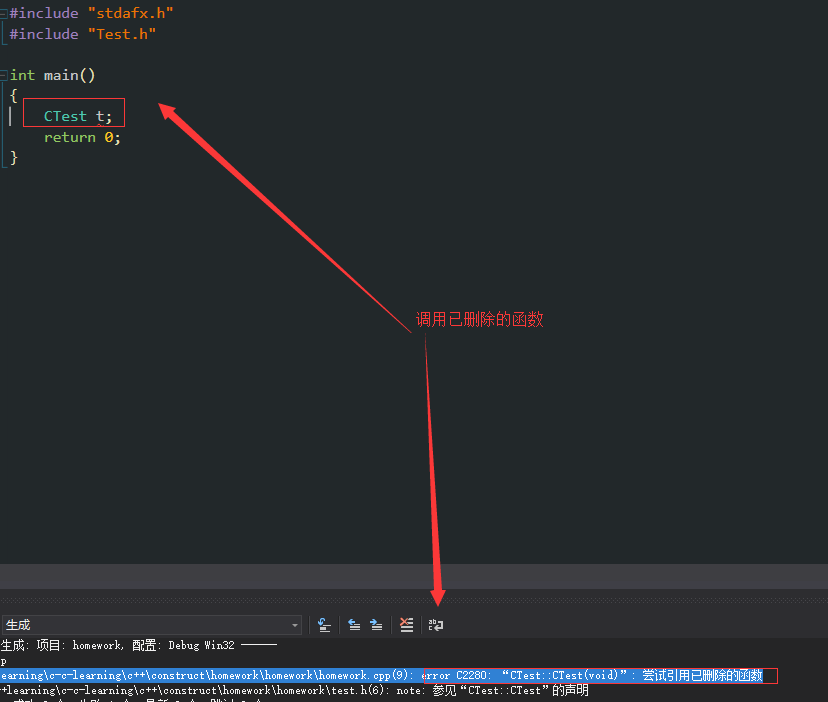 #include "stdafx.h"
#include "Test.h"
int main()
{
CTest t;
return 0;
}
调用已删除的函数
生成
生成: 项目: homework, 配置: Debug Win32 ------
p
earning\c-c-learning\c++\construct\homework\homework\homework.cpp(9): error C2280: “CTest::CTest(void)”: 尝试引用已删除的函数
+learning\c-c-learning\c++\construct\homework\homework\test.h(6): note: 参见“CTest::CTest”的声明